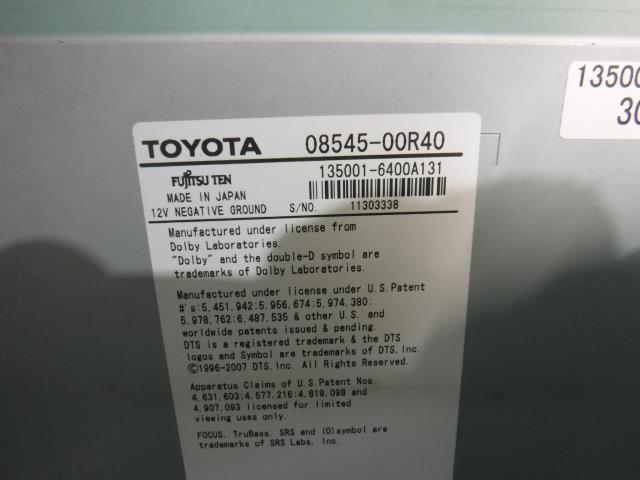 13500
30
TOYOTA 08545-00R40
FUJITSU TEN 135001-6400A131
MADE IN JAPAN
12V NEGATIVE GROUND S/NO. 11303338
Manufactured under license from
Dolby Laboratories.
"Dolby" and the double-D symbol are
trademarks of Dolby Laboratories.
Manufactured under license under U.S.Patent
#'s:5,451,942;5,956,674;5,974,380;
5,978,762;6,487,535 & other U.S. and
worldwide patents issued & pending.
DTS is a registered trademark & the DTS
logos and Symbol are trademarks of DTS, Inc.
©1996-2007 DTS, Inc. All Rights Reserved.
Apparatus Claims of U.S.Patent Nos.
4,631,603;4,577,216;4,819,098 and
4,907,093 licensed for limited
viewing uses only.
FOCUS, TruBass, SRS and (O)symbol are
trademarks of SRS Labs, Inc.